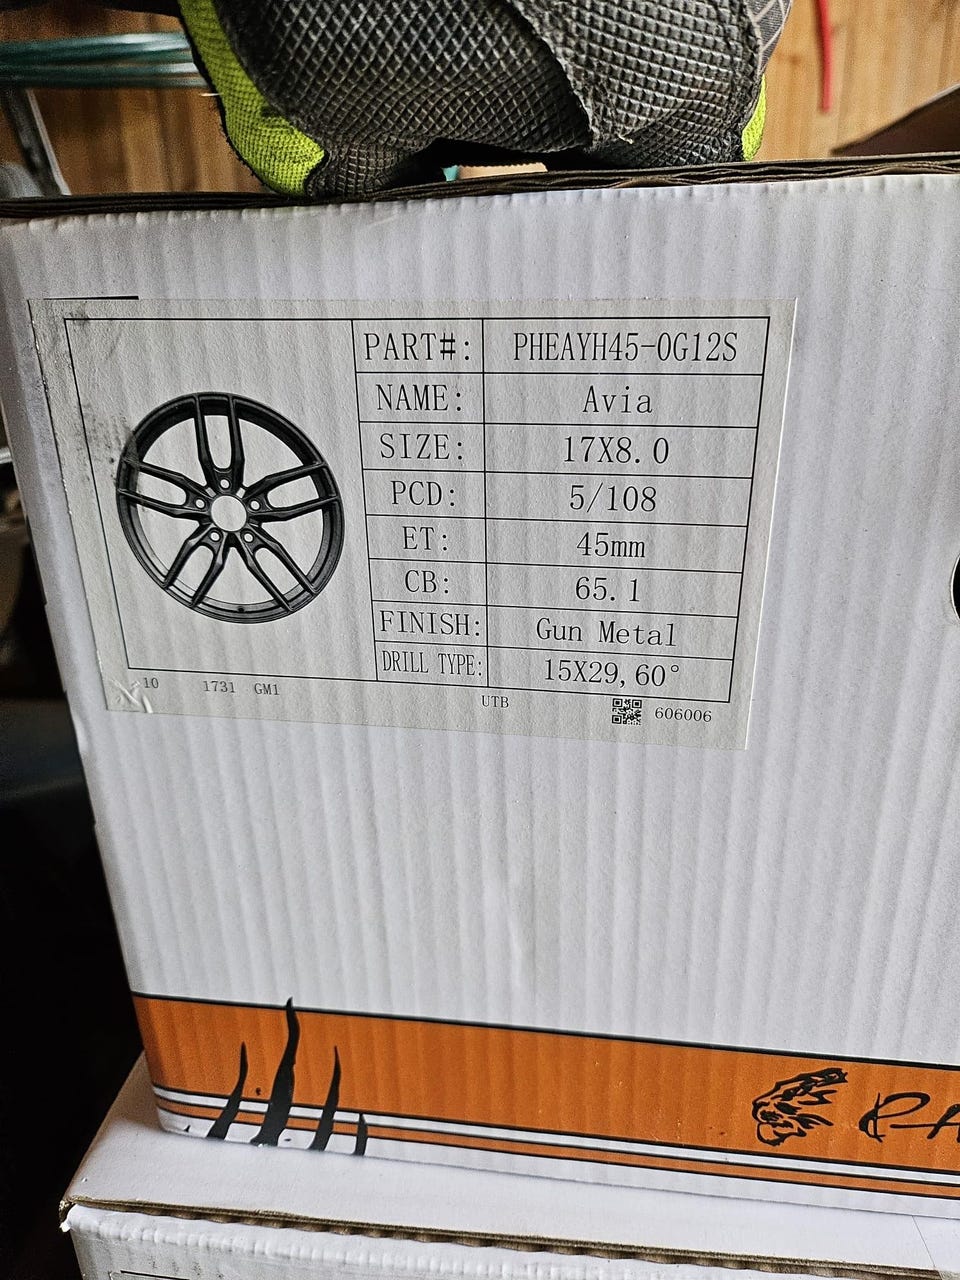 PART#: PHEAYH45-0G12S
NAME: Avia
SIZE: 17X8.0
PCD: 5/108
ET: 45mm
CB: 65.1
FINISH: Gun Metal
DRILL TYPE: 15X29,60°
10 1731 GM1
UTB
606006